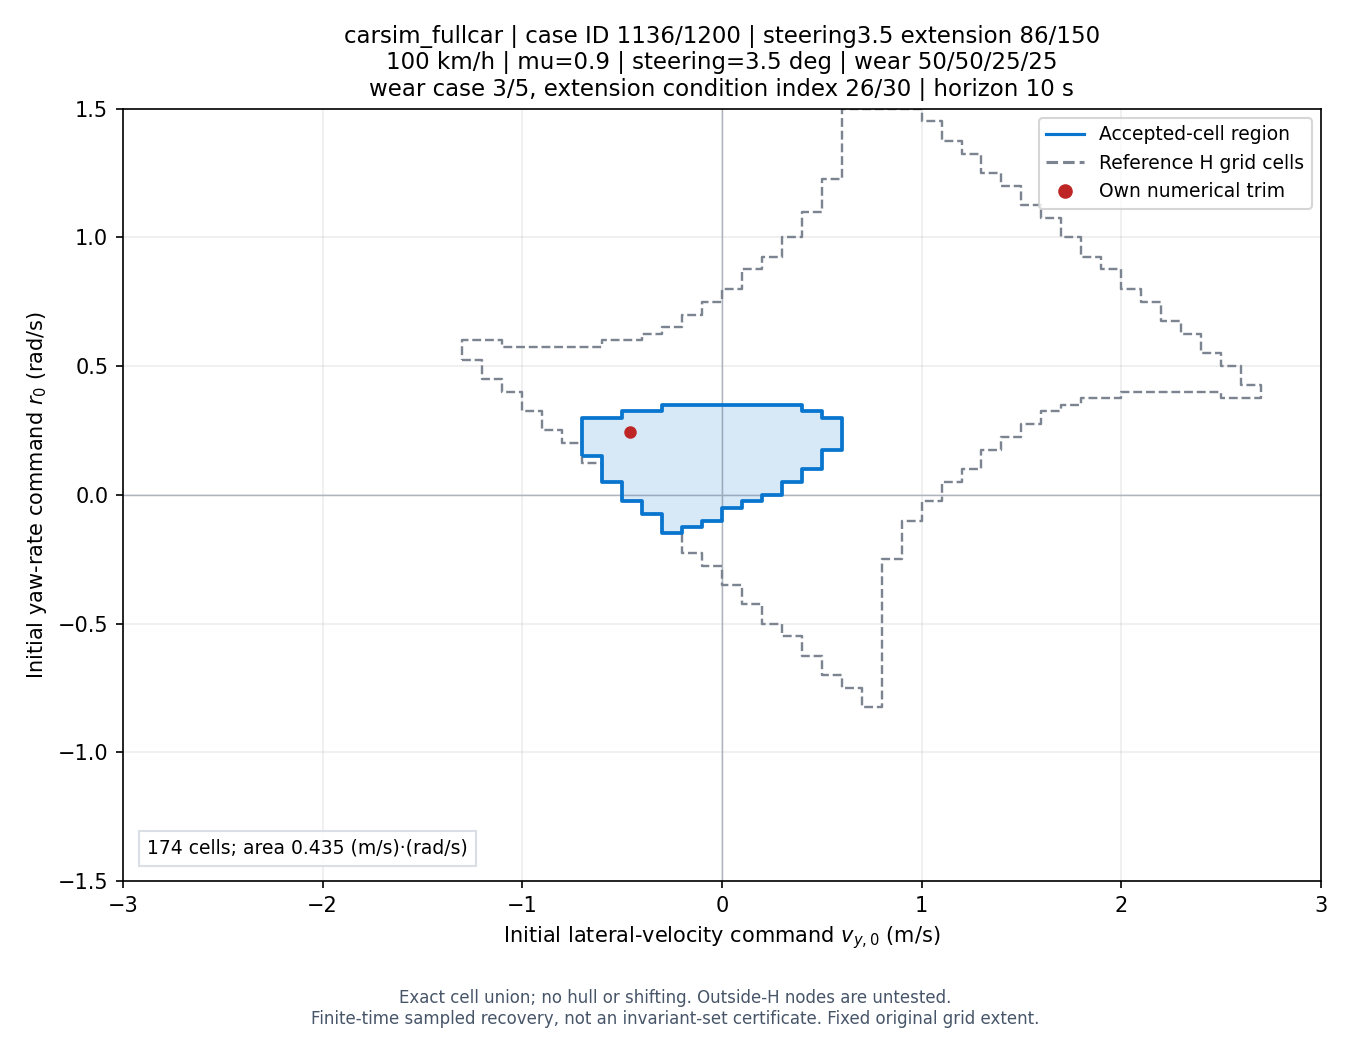 carsim_fullcar | case ID 1136/1200 | steering3.5 extension 86/150
100 km/h | mu=0.9 | steering=3.5 deg | wear 50/50/25/25
wear case 3/5, extension condition index 26/30 | horizon 10 s
Accepted-cell region
Reference H grid cells
Own numerical trim
1.5
1.0
0.5
0.0
−0.5
−1.0
−1.5
Initial yaw-rate command r₀ (rad/s)
174 cells; area 0.435 (m/s)·(rad/s)
−3
−2
−1
0
1
2
3
Initial lateral-velocity command v_{y,0} (m/s)
Exact cell union; no hull or shifting. Outside-H nodes are untested.
Finite-time sampled recovery, not an invariant-set certificate. Fixed original grid extent.